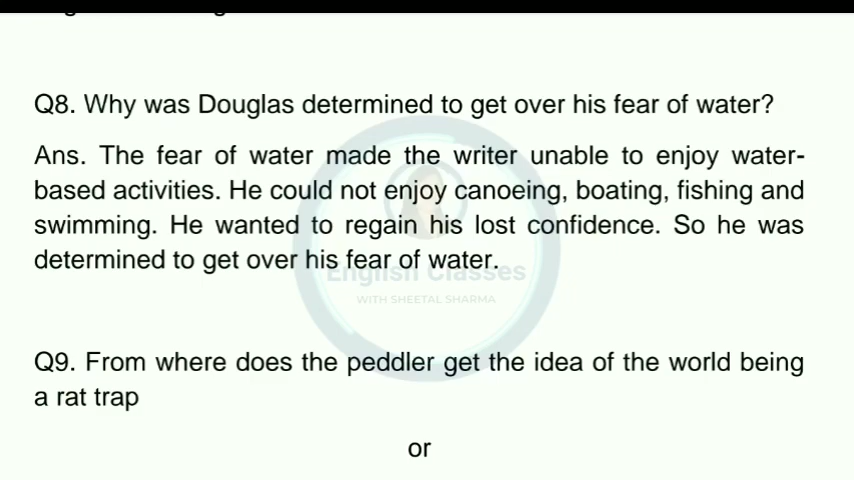 Q8. Why was Douglas determined to get over his fear of water?
Ans. The fear of water made the writer unable to enjoy water-
based activities. He could not enjoy canoeing, boating, fishing and
swimming. He wanted to regain his lost confidence. So he was
determined to get over his fear of water.
English Classes
WITH SHEETAL SHARMA
Q9. From where does the peddler get the idea of the world being
a rat trap
or